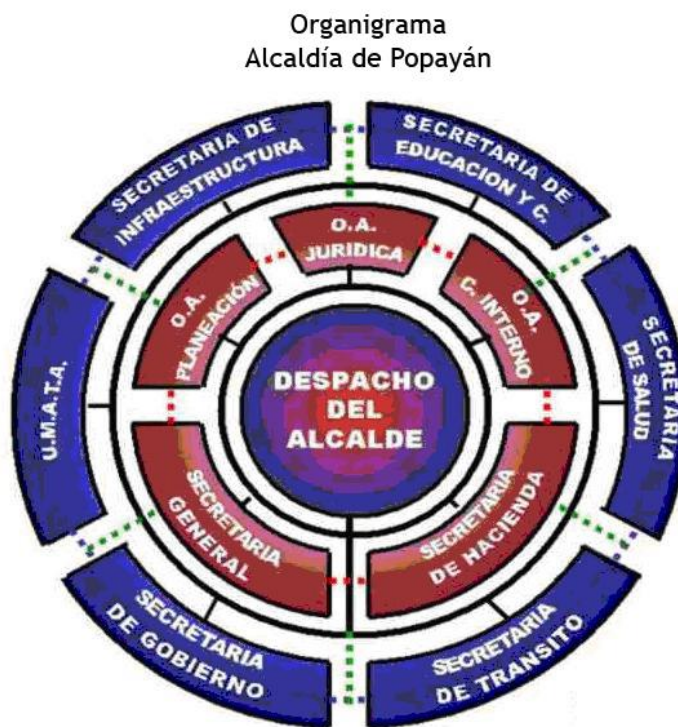 Organigrama
Alcaldía de Popayán
SECRETARIA DE
INFRAESTRUCTURA
SECRETARIA DE
EDUCACION Y C.
O.A.
JURIDICA
O.A.
PLANEACIÓN
O.A.
C. INTERNO
U.M.A.T.A.
DESPACHO
DEL
ALCALDE
SECRETARIA
DE SALUD
SECRETARIA
GENERAL
SECRETARIA
DE HACIENDA
SECRETARIA
DE GOBIERNO
SECRETARIA
DE TRANSITO